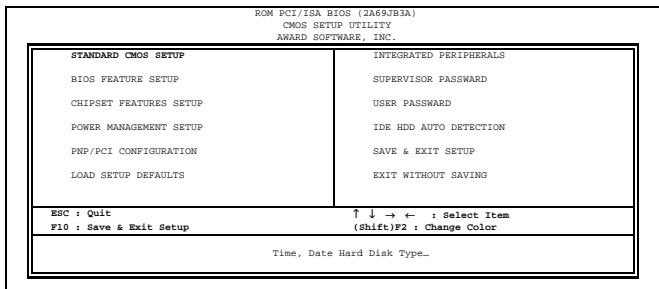 ROM PCI/ISA BIOS (2A69JB3A)
CMOS SETUP UTILITY
AWARD SOFTWARE, INC.
STANDARD CMOS SETUP
BIOS FEATURE SETUP
CHIPSET FEATURES SETUP
POWER MANAGEMENT SETUP
PNP/PCI CONFIGURATION
LOAD SETUP DEFAULTS
INTEGRATED PERIPHERALS
SUPERVISOR PASSWARD
USER PASSWARD
IDE HDD AUTO DETECTION
SAVE & EXIT SETUP
EXIT WITHOUT SAVING
ESC : Quit
F10 : Save & Exit Setup
↑ ↓ → ← : Select Item
(Shift)F2 : Change Color
Time, Date Hard Disk Type…